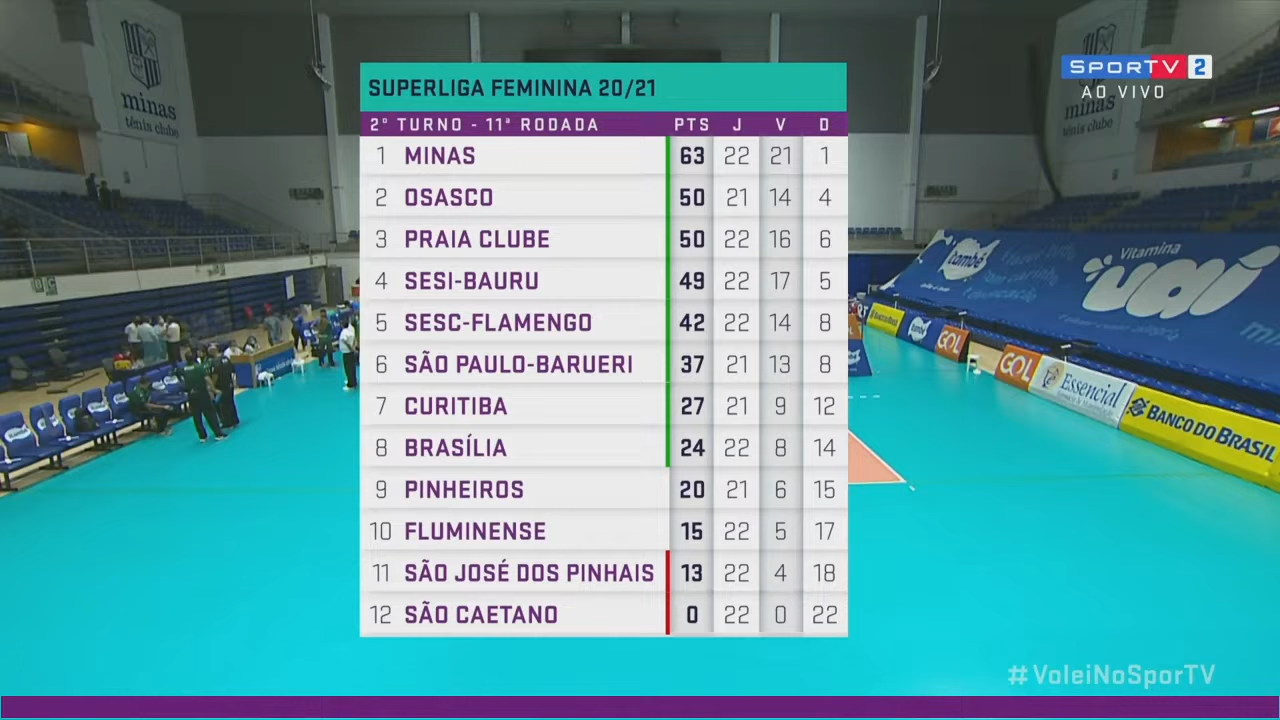 SPORTV 2
AO VIVO
minas
tênis clube
minas
tênis clube
SUPERLIGA FEMININA 20/21
2º TURNO - 11ª RODADA PTS J V D
1 MINAS 63 22 21 1
2 OSASCO 50 21 14 4
3 PRAIA CLUBE 50 22 16 6
4 SESI-BAURU 49 22 17 5
5 SESC-FLAMENGO 42 22 14 8
6 SÃO PAULO-BARUERI 37 21 13 8
7 CURITIBA 27 21 9 12
8 BRASÍLIA 24 22 8 14
9 PINHEIROS 20 21 6 15
10 FLUMINENSE 15 22 5 17
11 SÃO JOSÉ DOS PINHAIS 13 22 4 18
12 SÃO CAETANO 0 22 0 22
també
Vitamina
uai
també
GOL
GOL
Essencial
BANCO DO BRASIL
#VoleiNoSporTV